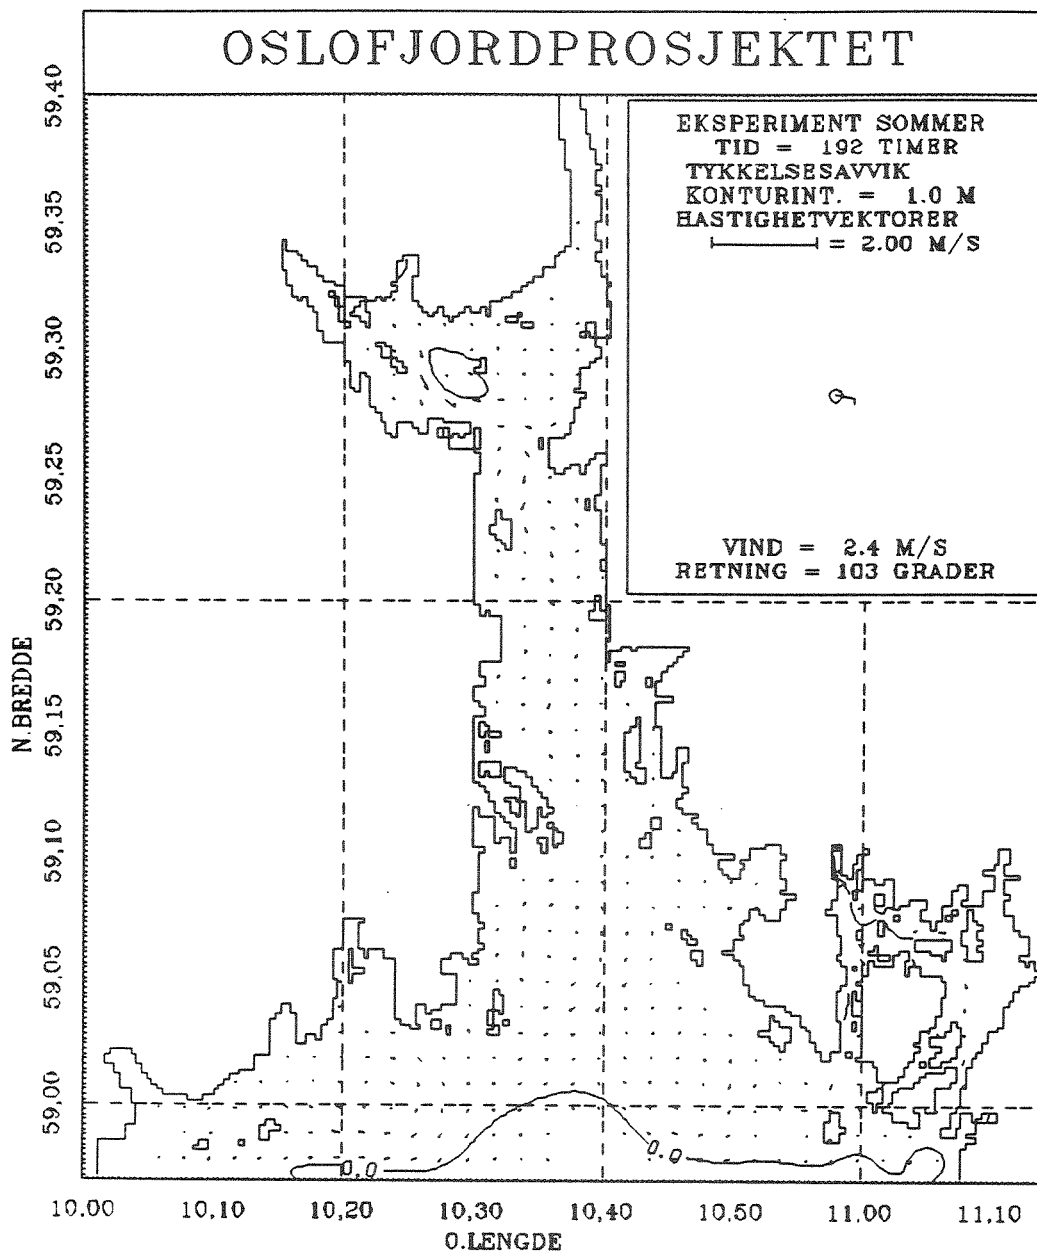 OSLOFJORDPROSJEKTET
EKSPERIMENT SOMMER
TID = 192 TIMER
TYKKELSESAVVIK
KONTURINT. = 1.0 M
HASTIGHETVEKTORER
= 2.00 M/S
VIND = 2.4 M/S
RETNING = 103 GRADER
59,40
59,35
59,30
59,25
59,20
59,15
59,10
59,05
59,00
N.BREDDE
0.0
0.0
10,00 10,10 10,20 10,30 10,40 10,50 11,00 11,10
O.LENGDE